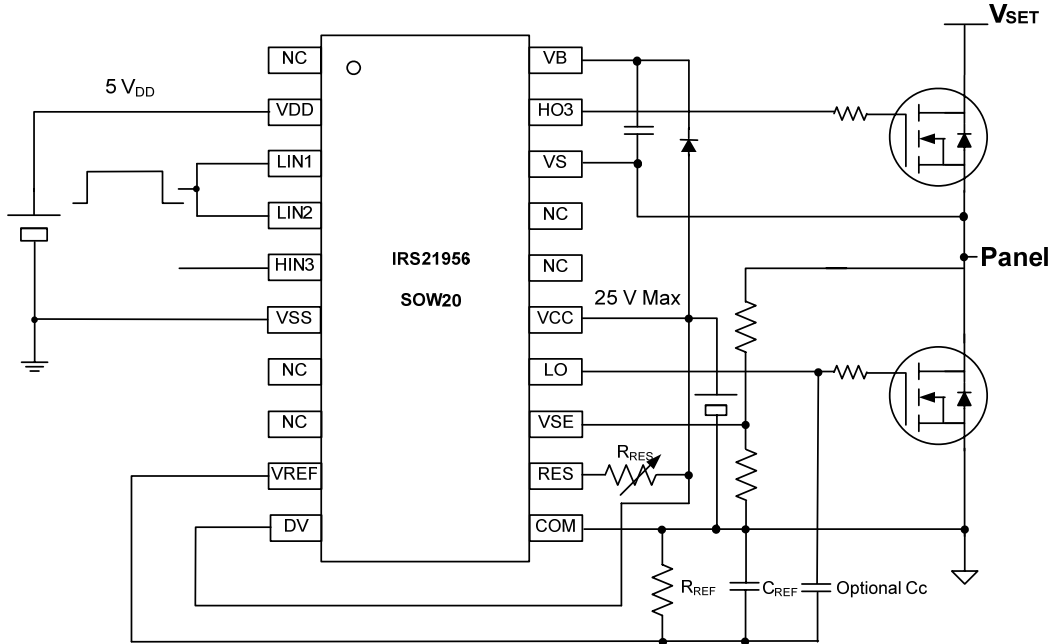 VSET
NC
VB
5 VDD
VDD
HO3
LIN1
VS
LIN2
NC
HIN3
IRS21956
NC
Panel
SOW20
25 V Max
VSS
VCC
NC
LO
NC
VSE
RRES
VREF
RES
DV
COM
RREF
CREF
Optional Cc